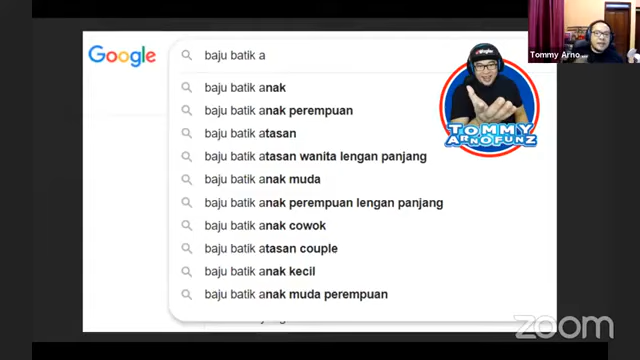 Google
baju batik a
baju batik anak
baju batik anak perempuan
baju batik atasan
baju batik atasan wanita lengan panjang
baju batik anak muda
baju batik anak perempuan lengan panjang
baju batik anak cowok
baju batik atasan couple
baju batik anak kecil
baju batik anak muda perempuan
TOMMY
ARNOFUNZ
Tommy Arno...
zoom